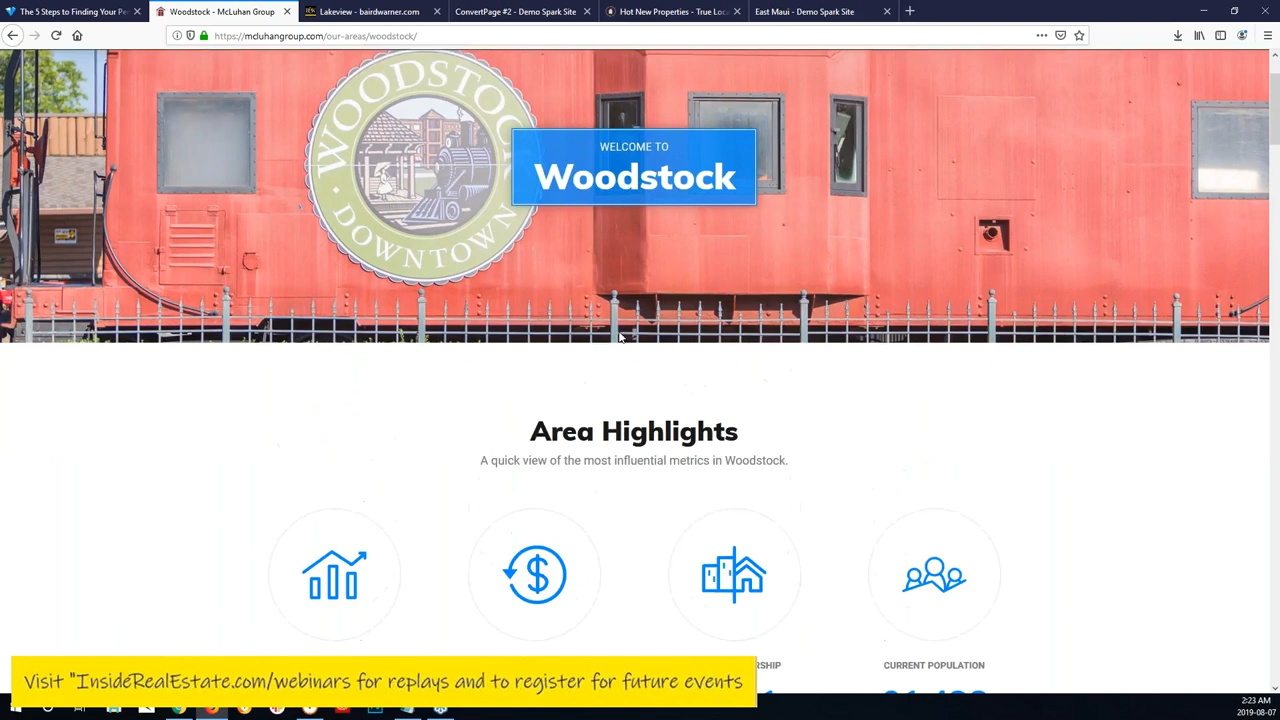 The 5 Steps to Finding Your Per
Woodstock - McLuhan Group
Lakeview - bairdwarner.com
ConvertPage #2 - Demo Spark Site
Hot New Properties - True Loca
East Maui - Demo Spark Site
https://mcluhangroup.com/our-areas/woodstock/
WOODSTOCK
DOWNTOWN
WELCOME TO
Woodstock
Area Highlights
A quick view of the most influential metrics in Woodstock.
CURRENT POPULATION
Visit "InsideRealEstate.com/webinars for replays and to register for future events
2:23 AM
2019-08-07